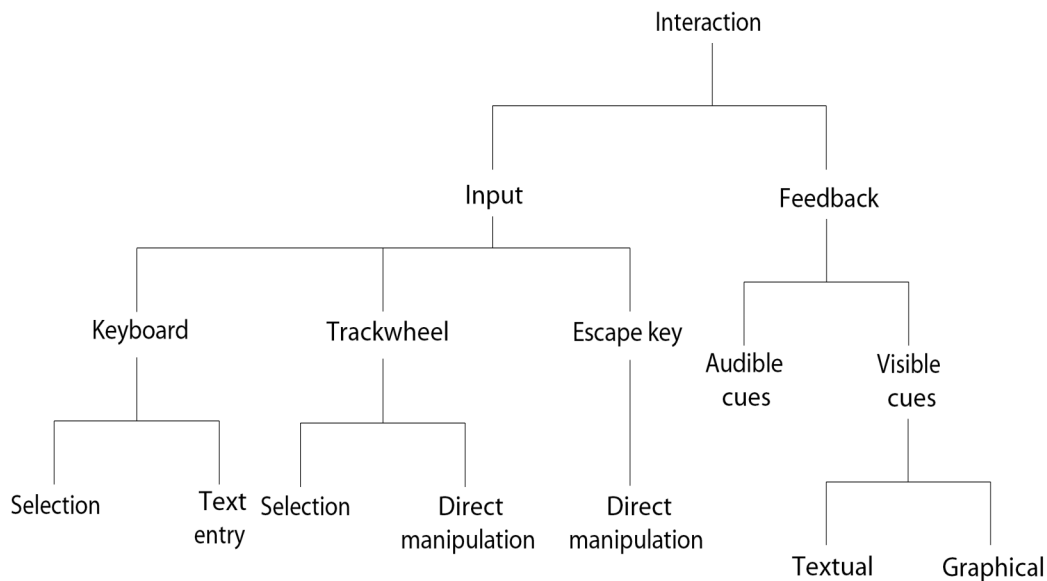 Interaction
Input
Feedback
Keyboard
Trackwheel
Escape key
Audible
cues
Visible
cues
Selection
Text
entry
Selection
Direct
manipulation
Direct
manipulation
Textual
Graphical